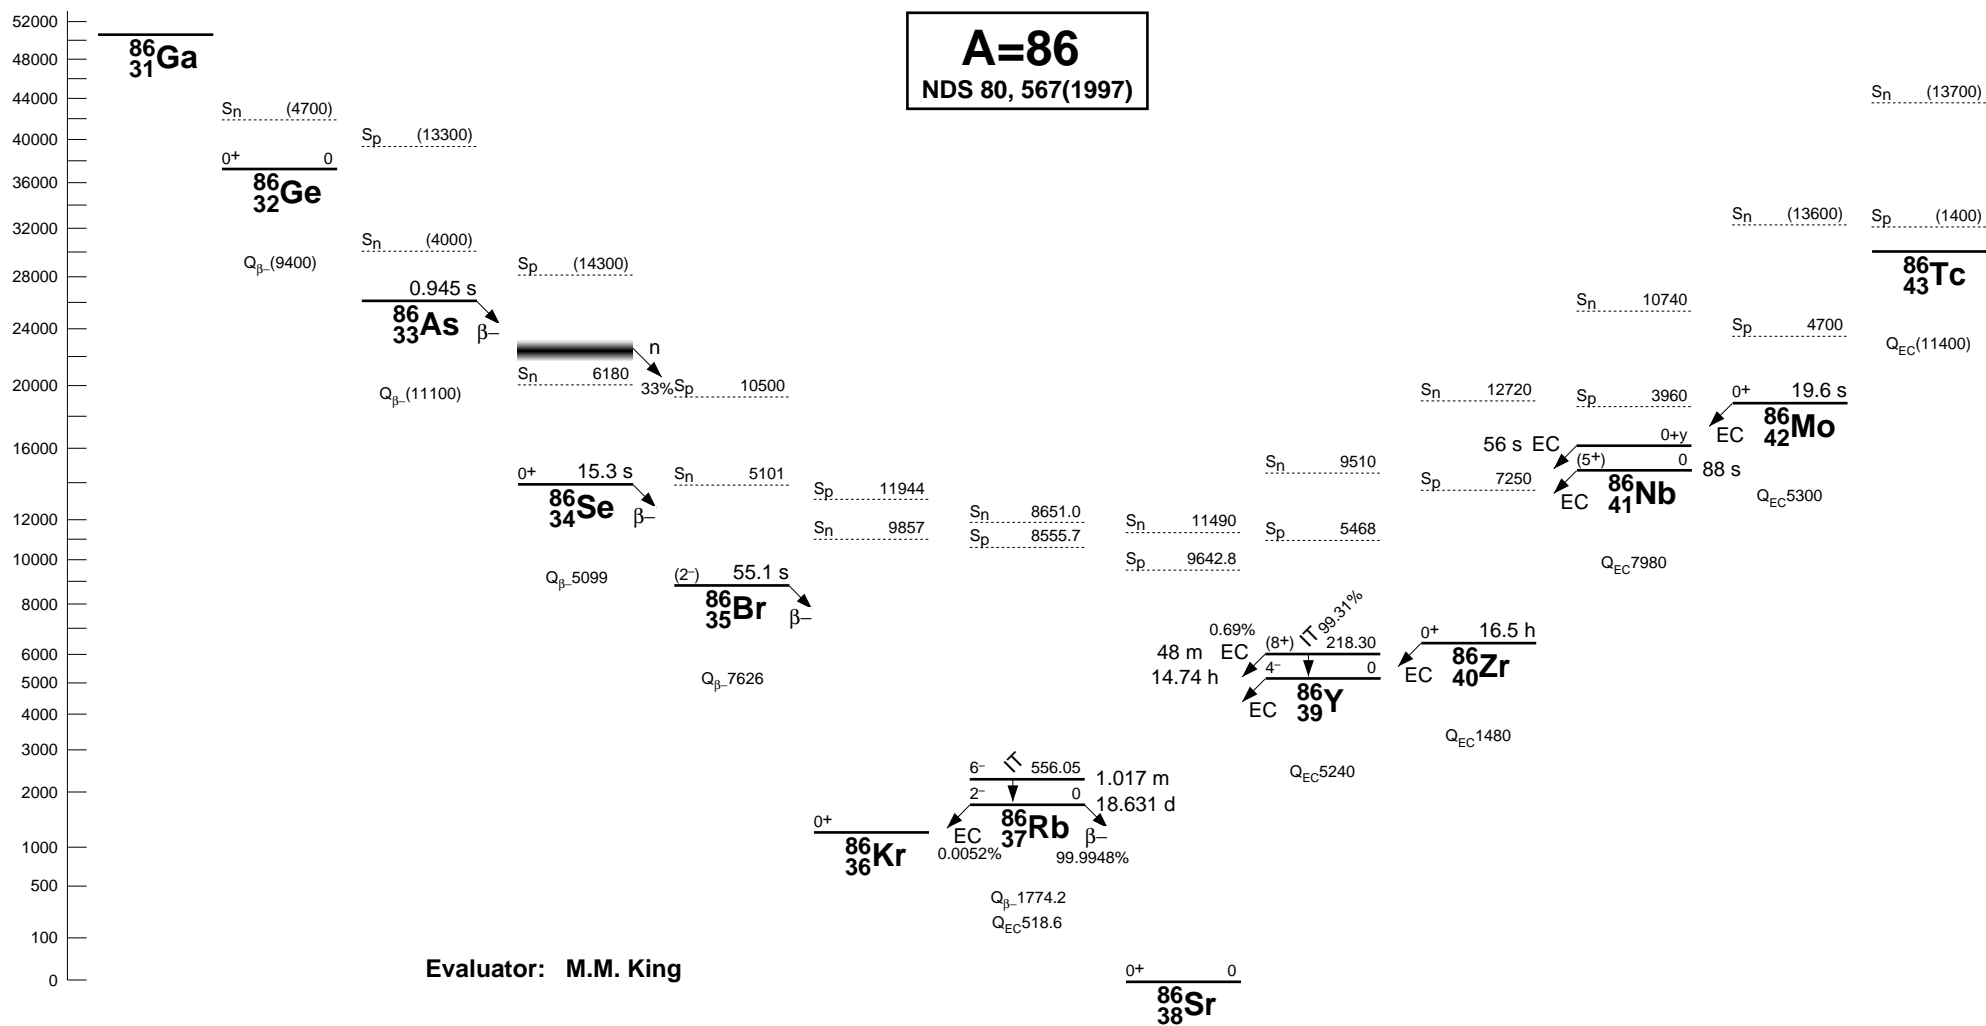 A=86
NDS 80, 567(1997)
52000
48000
44000
40000
36000
32000
28000
24000
20000
16000
12000
10000
8000
6000
5000
4000
3000
2000
1000
500
100
0
86
31Ga
Sn (4700)
0+ 0
86
32Ge
Qβ−(9400)
Sp (13300)
Sn (4000)
0.945 s
86
33As
β−
Qβ−(11100)
Sp (14300)
n
33%
Sn 6180
0+ 15.3 s
86
34Se
β−
Qβ−5099
Sp 10500
Sn 5101
(2−) 55.1 s
86
35Br
β−
Qβ−7626
Sp 11944
Sn 9857
0+
86
36Kr
Sn 8651.0
Sp 8555.7
6− IT 556.05
1.017 m
2− 0
18.631 d
86
37Rb
EC
0.0052%
β−
99.9948%
Qβ−1774.2
QEC518.6
Sn 11490
Sp 9642.8
0+ 0
86
38Sr
Sn 9510
Sp 5468
0.69%
48 m EC
(8+) IT 99.31% 218.30
14.74 h
4− 0
EC
86
39Y
QEC5240
Sn 12720
Sp 7250
0+ 16.5 h
EC
86
40Zr
QEC1480
Sn 10740
Sp 3960
56 s EC
0+y
(5+) 0
88 s
EC
86
41Nb
QEC7980
Sn (13600)
Sp 4700
0+ 19.6 s
EC
86
42Mo
QEC5300
Sn (13700)
Sp (1400)
86
43Tc
QEC(11400)
Evaluator: M.M. King